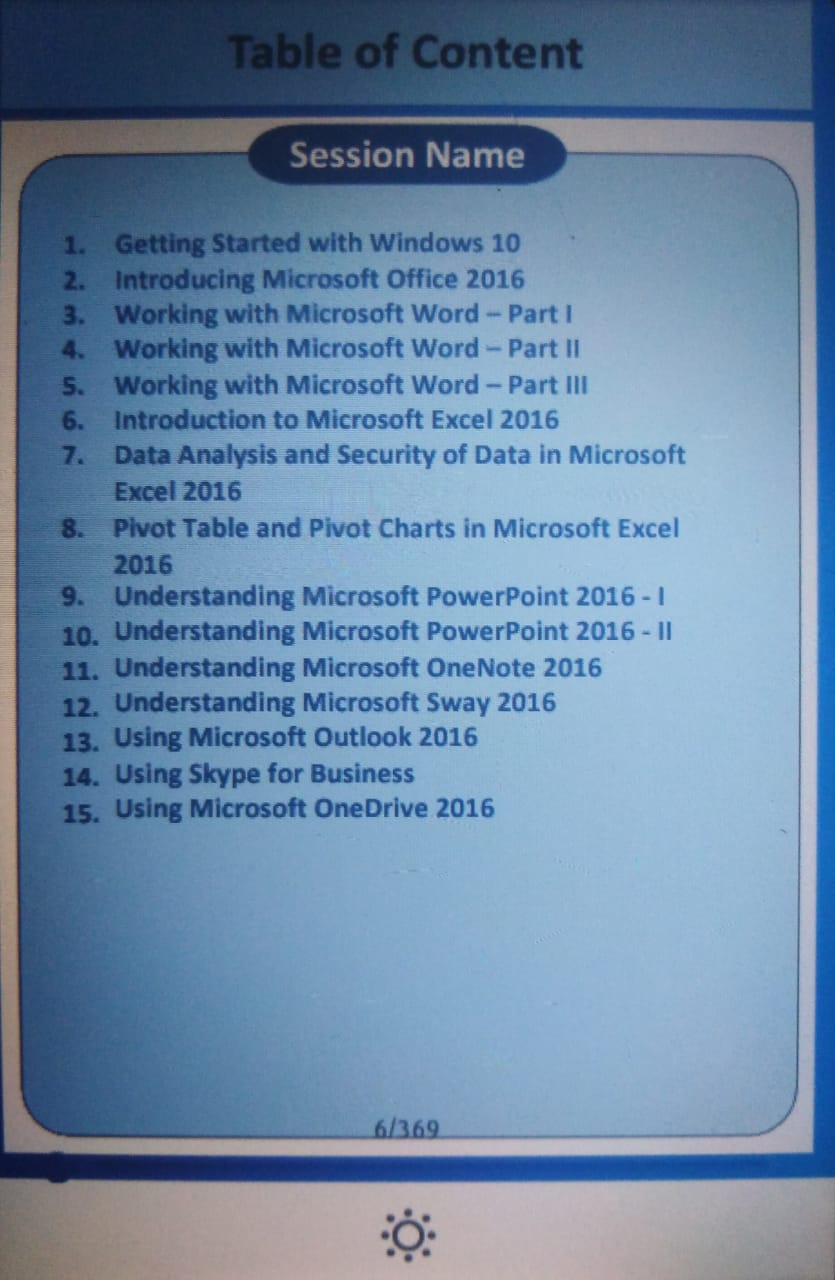 Table of Content
Session Name
1. Getting Started with Windows 10
2. Introducing Microsoft Office 2016
3. Working with Microsoft Word – Part I
4. Working with Microsoft Word – Part II
5. Working with Microsoft Word – Part III
6. Introduction to Microsoft Excel 2016
7. Data Analysis and Security of Data in Microsoft
Excel 2016
8. Pivot Table and Pivot Charts in Microsoft Excel
2016
9. Understanding Microsoft PowerPoint 2016 - I
10. Understanding Microsoft PowerPoint 2016 - II
11. Understanding Microsoft OneNote 2016
12. Understanding Microsoft Sway 2016
13. Using Microsoft Outlook 2016
14. Using Skype for Business
15. Using Microsoft OneDrive 2016
6/369